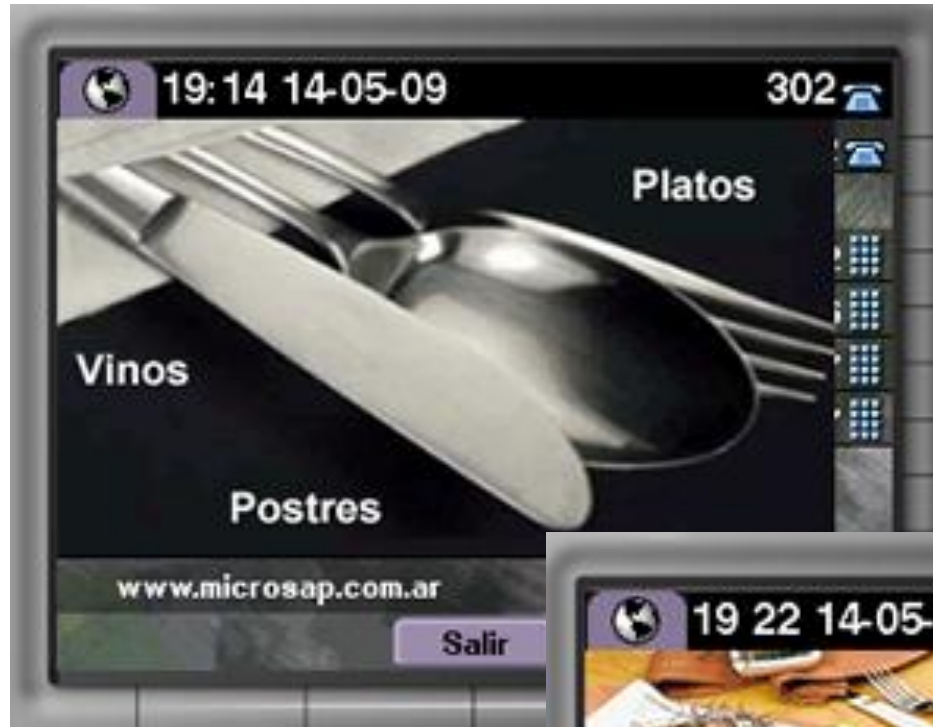 19:14 14-05-09 302
Platos
Vinos
Postres
www.microsap.com.ar
Salir
19 22 14-05-